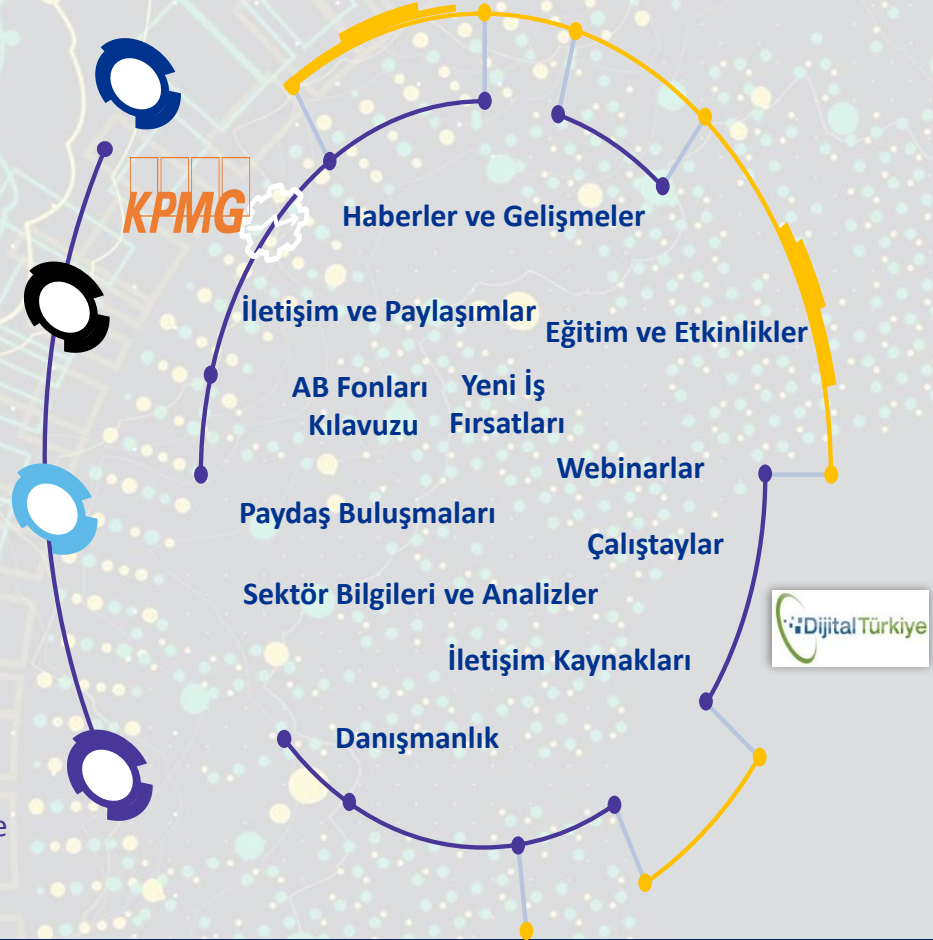 KPMG
Haberler ve Gelişmeler
İletişim ve Paylaşımlar
Eğitim ve Etkinlikler
AB Fonları
Kılavuzu
Yeni İş
Fırsatları
Webinarlar
Paydaş Buluşmaları
Çalıştaylar
Sektör Bilgileri ve Analizler
DijitalTürkiye
İletişim Kaynakları
Danışmanlık
e